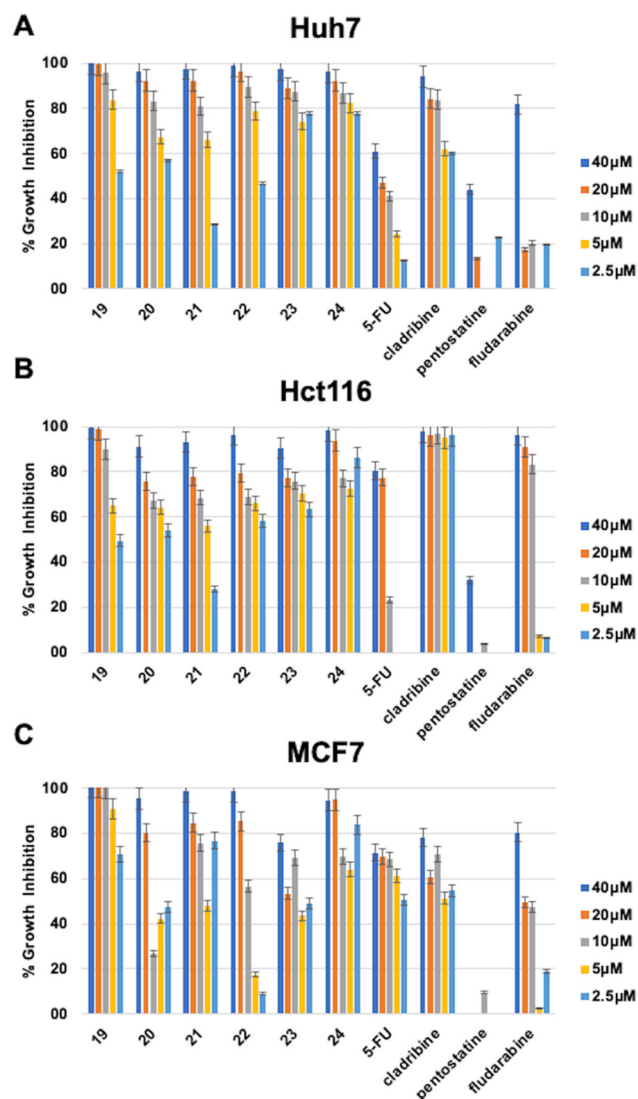 A
Huh7
% Growth Inhibition
100
80
60
40
20
00
19
20
21
22
23
24
5-FU
cladribine
pentostatine
fludarabine
40µM
20µM
10µM
5µM
2.5µM
B
Hct116
% Growth Inhibition
100
80
60
40
20
00
19
20
21
22
23
24
5-FU
cladribine
pentostatine
fludarabine
40µM
20µM
10µM
5µM
2.5µM
C
MCF7
% Growth Inhibition
100
80
60
40
20
00
19
20
21
22
23
24
5-FU
cladribine
pentostatine
fludarabine
40µM
20µM
10µM
5µM
2.5µM